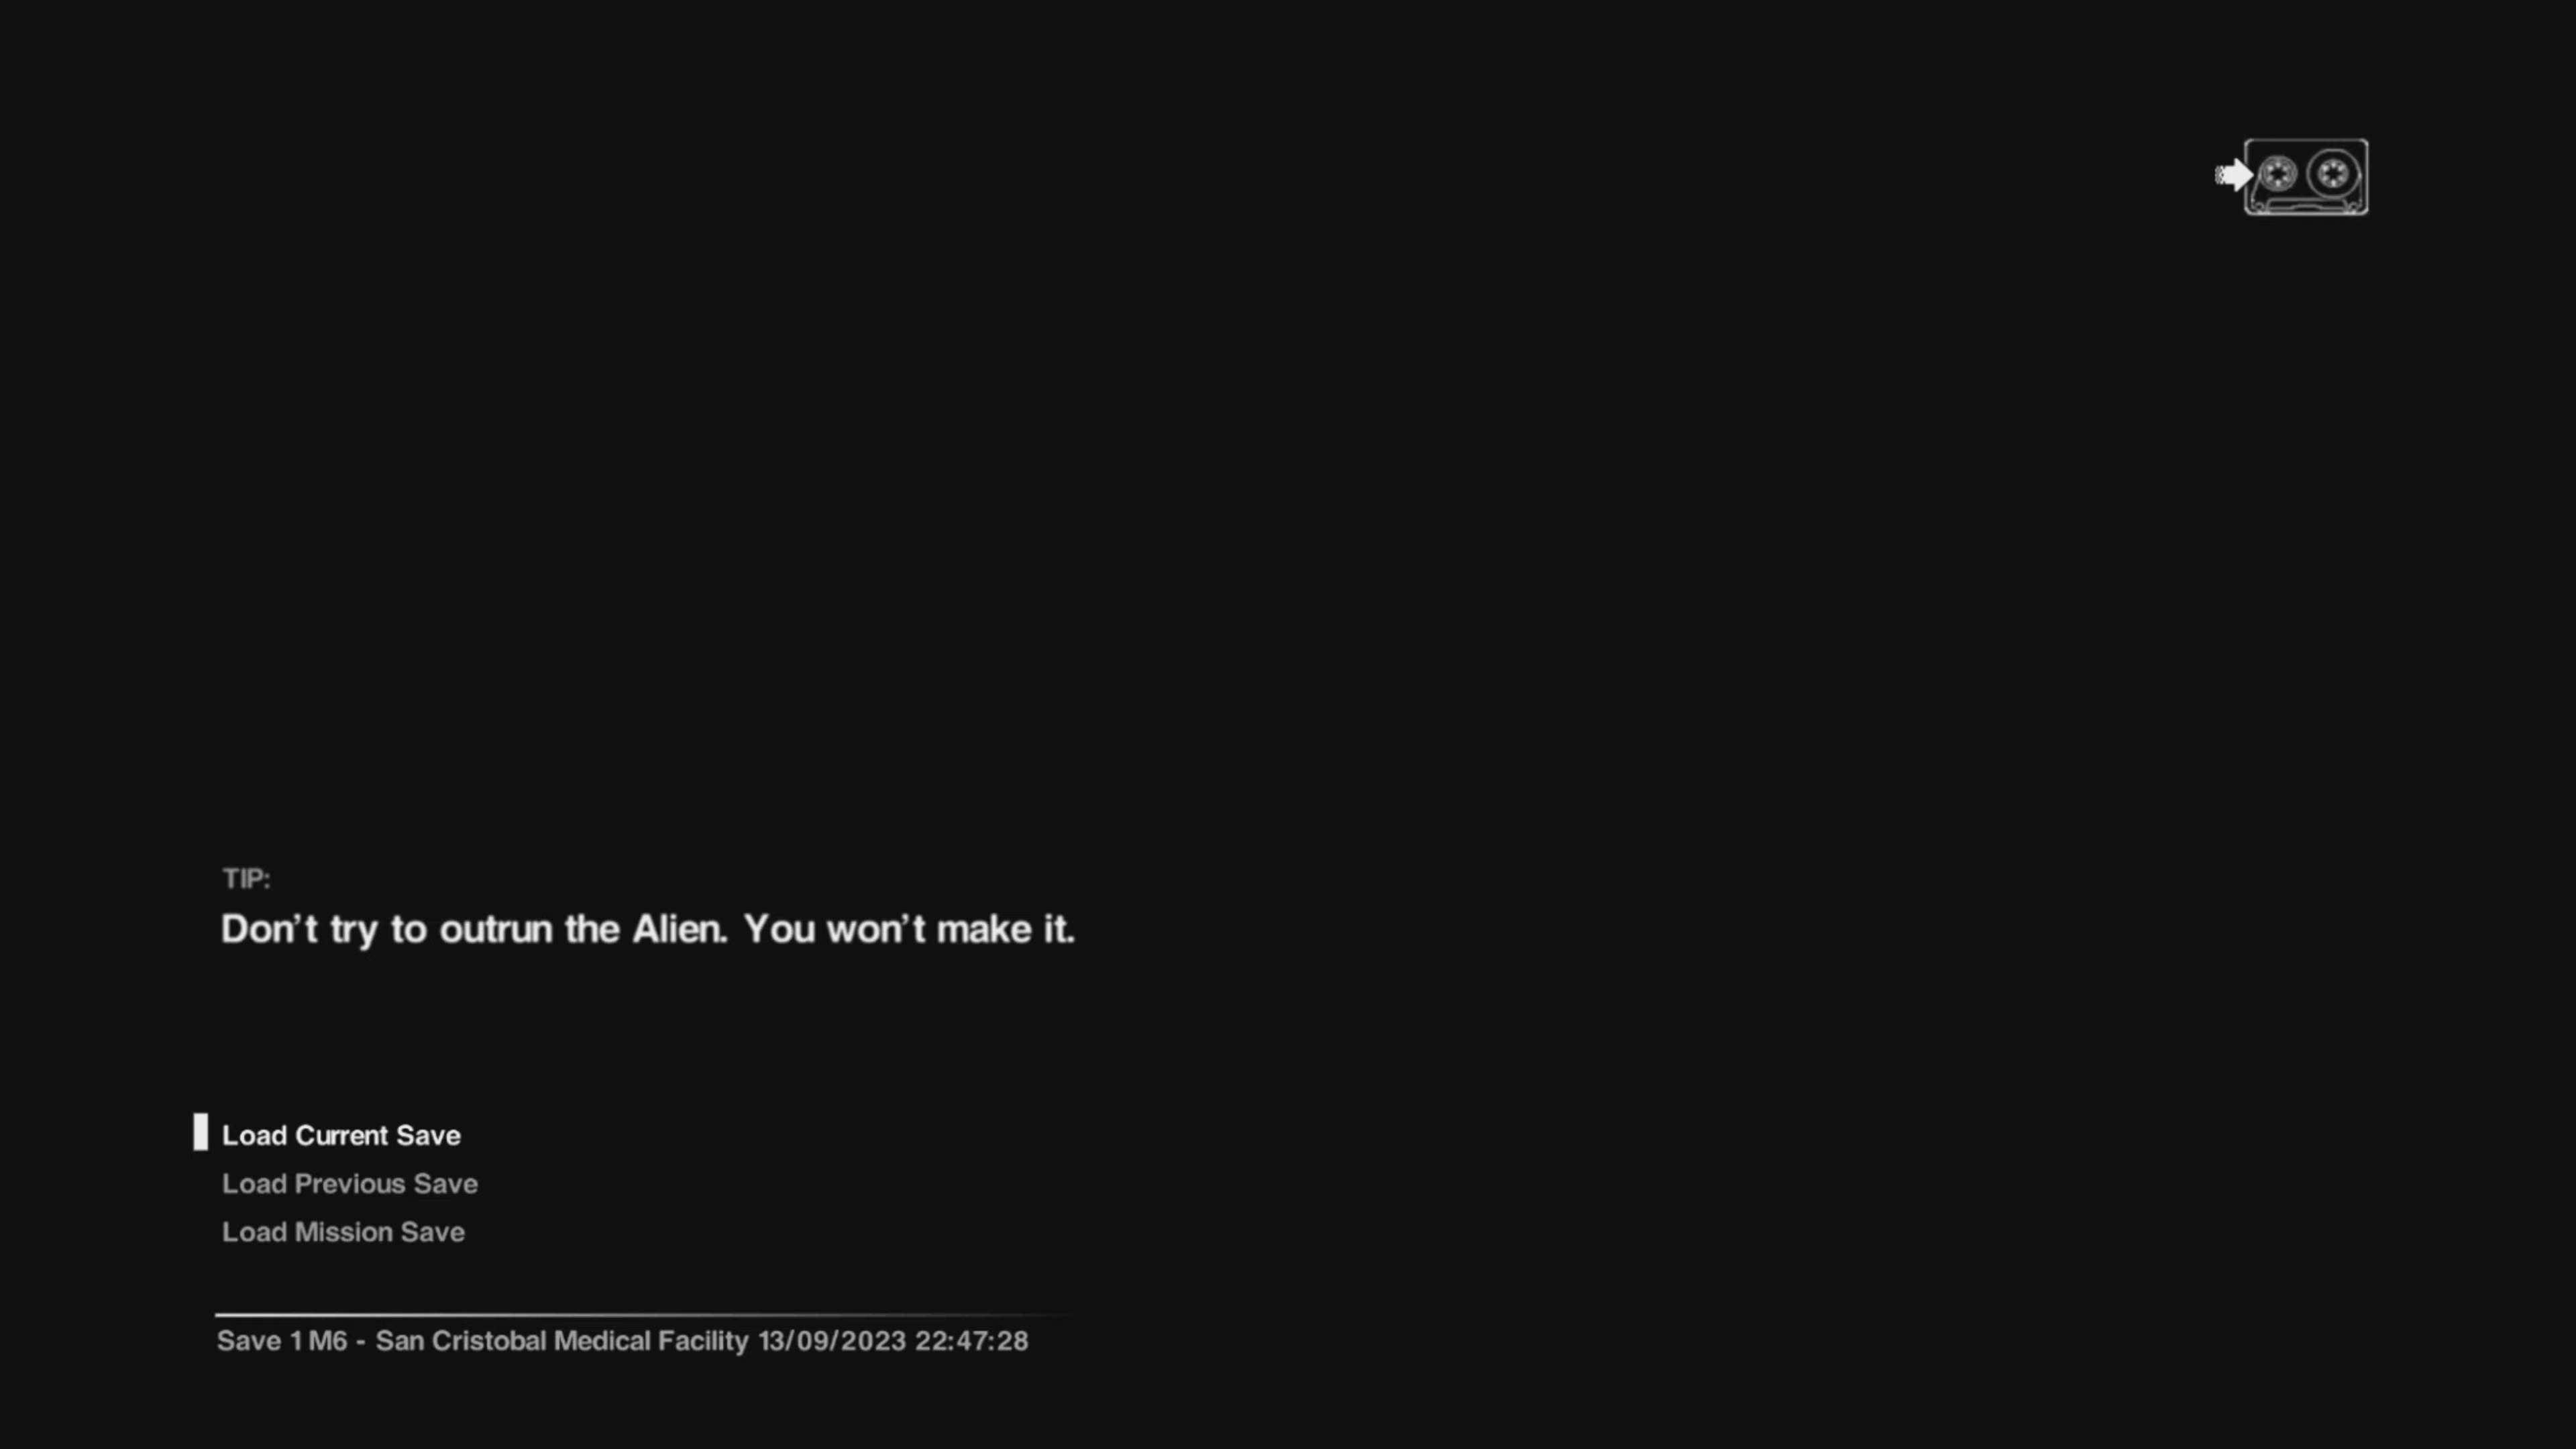 TIP:
Don’t try to outrun the Alien. You won’t make it.
Load Current Save
Load Previous Save
Load Mission Save
Save 1 M6 - San Cristobal Medical Facility 13/09/2023 22:47:28